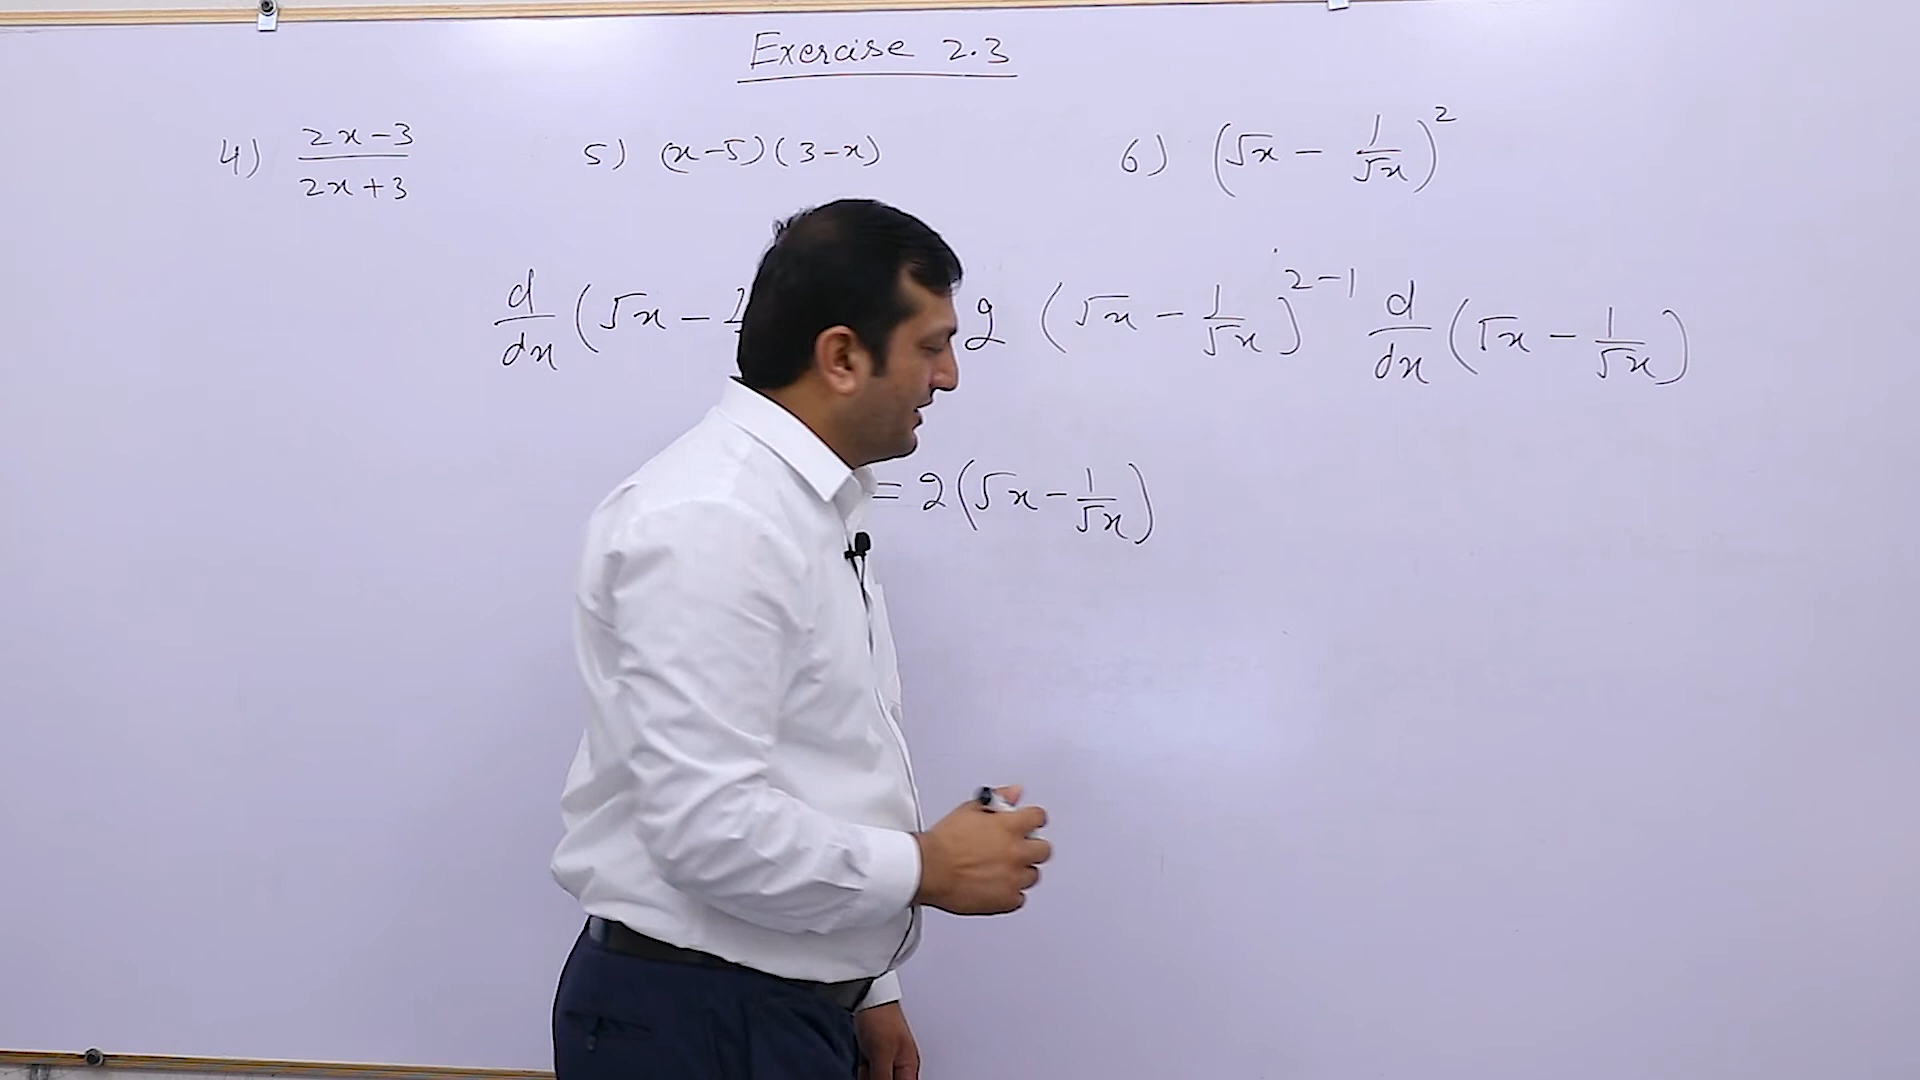 Exercise 2.3
4) (2x-3)/(2x+3) 5) (x-5)(3-x) 6) (√x - 1/√x)²
d/dx (√x - 2 (√x - 1/√x)^(2-1) d/dx (√x - 1/√x)
= 2(√x - 1/√x)